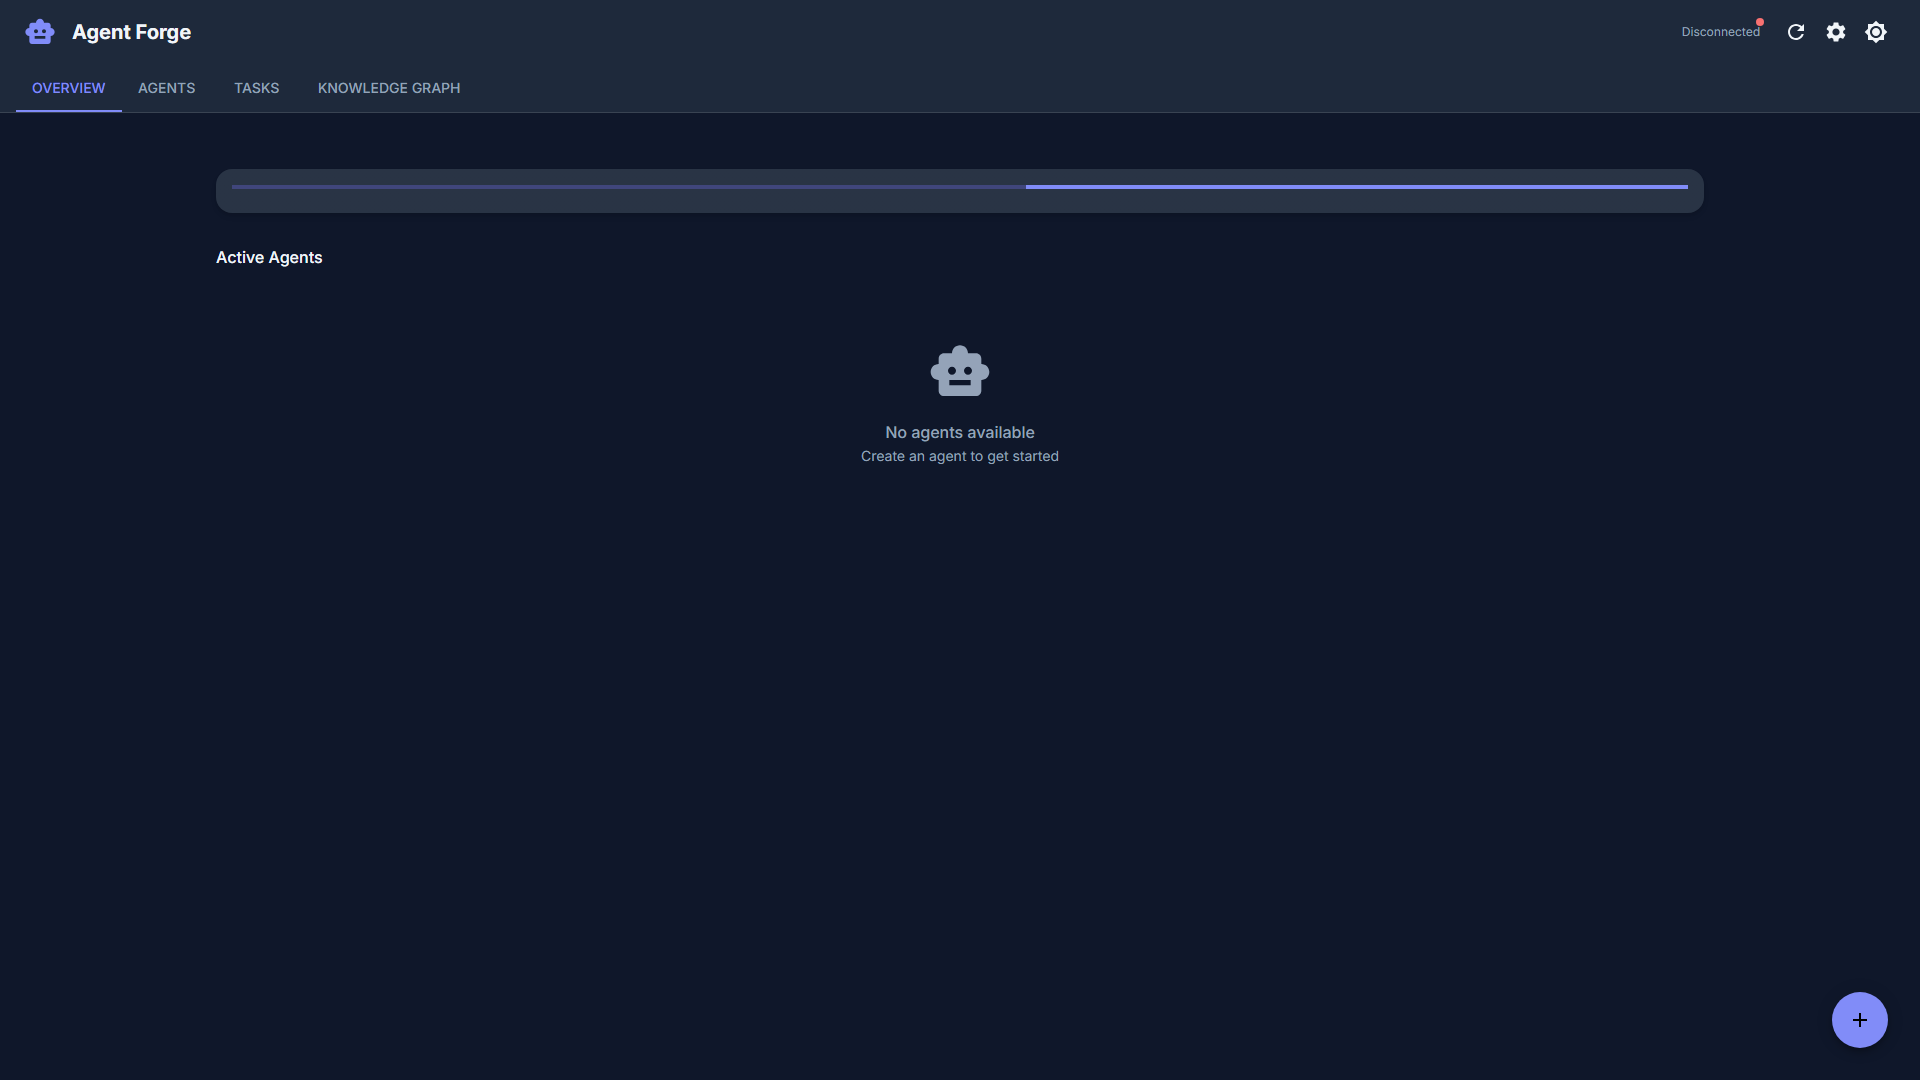 Agent Forge
Disconnected
OVERVIEW
AGENTS
TASKS
KNOWLEDGE GRAPH
Active Agents
No agents available
Create an agent to get started